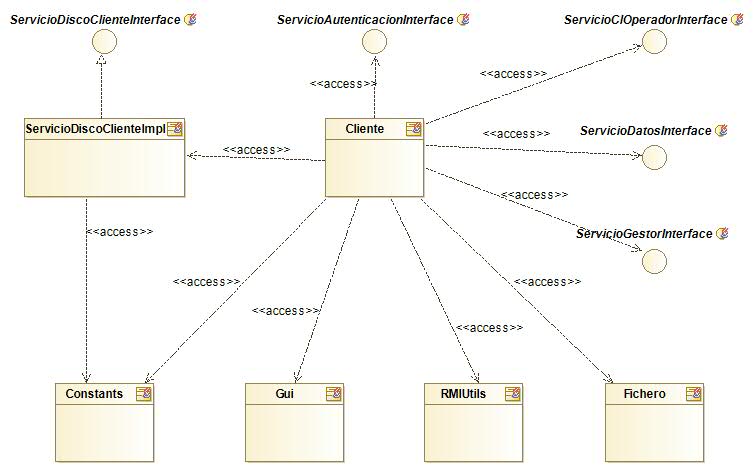 ServicioDiscoClienteInterface
ServicioAutenticacionInterface
ServicioClOperadorInterface
<<access>>
<<access>>
ServicioDiscoClienteImpl
Cliente
ServicioDatosInterface
<<access>>
<<access>>
<<access>>
ServicioGestorInterface
<<access>>
<<access>>
<<access>>
<<access>>
<<access>>
Constants
Gui
RMIUtils
Fichero